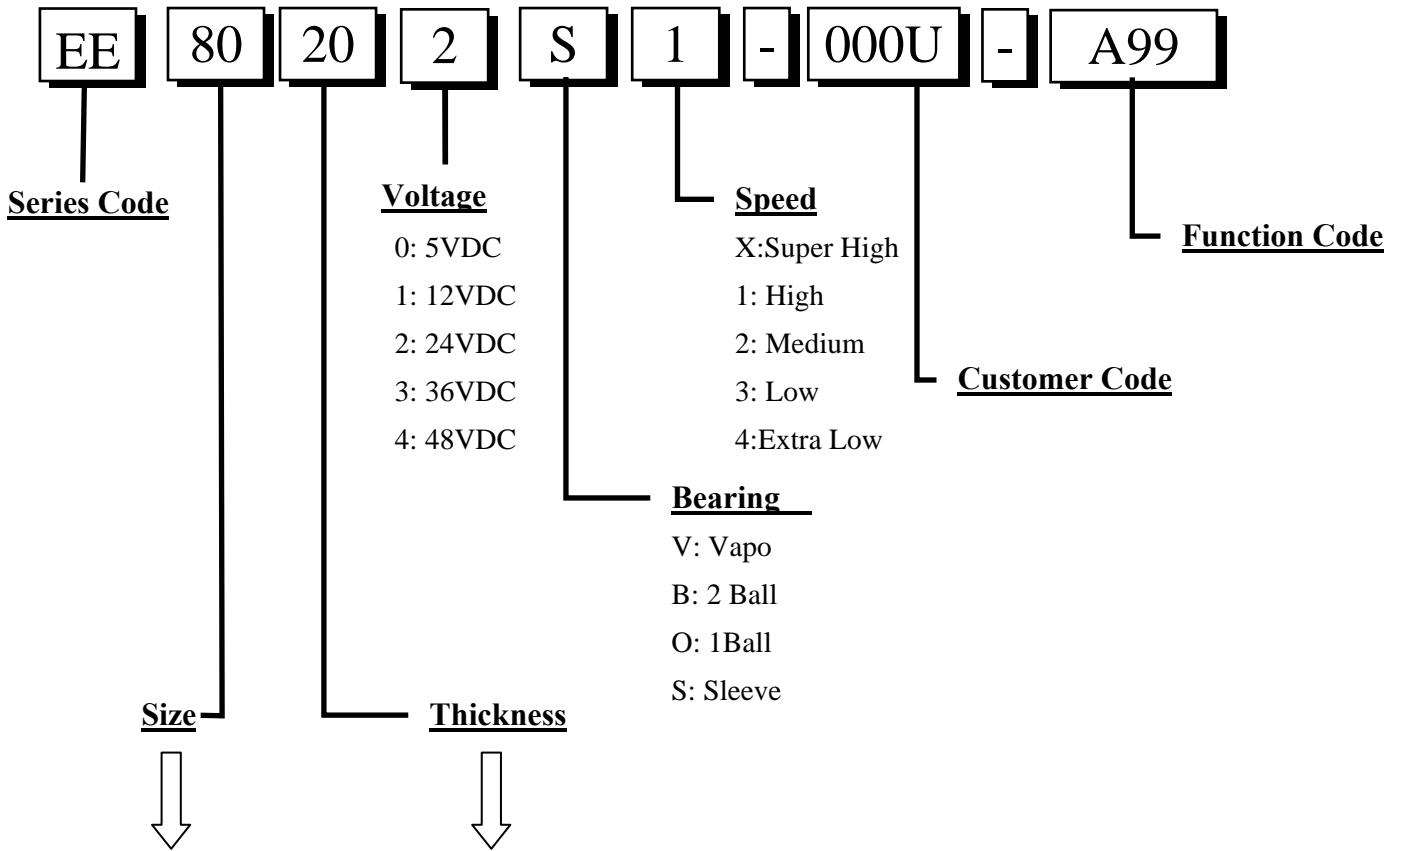 EE 80 20 2 S 1 - 000U - A99
Series Code
Voltage
0: 5VDC
1: 12VDC
2: 24VDC
3: 36VDC
4: 48VDC
Speed
X:Super High
1: High
2: Medium
3: Low
4:Extra Low
Function Code
Customer Code
Bearing
V: Vapo
B: 2 Ball
O: 1Ball
S: Sleeve
Size
Thickness